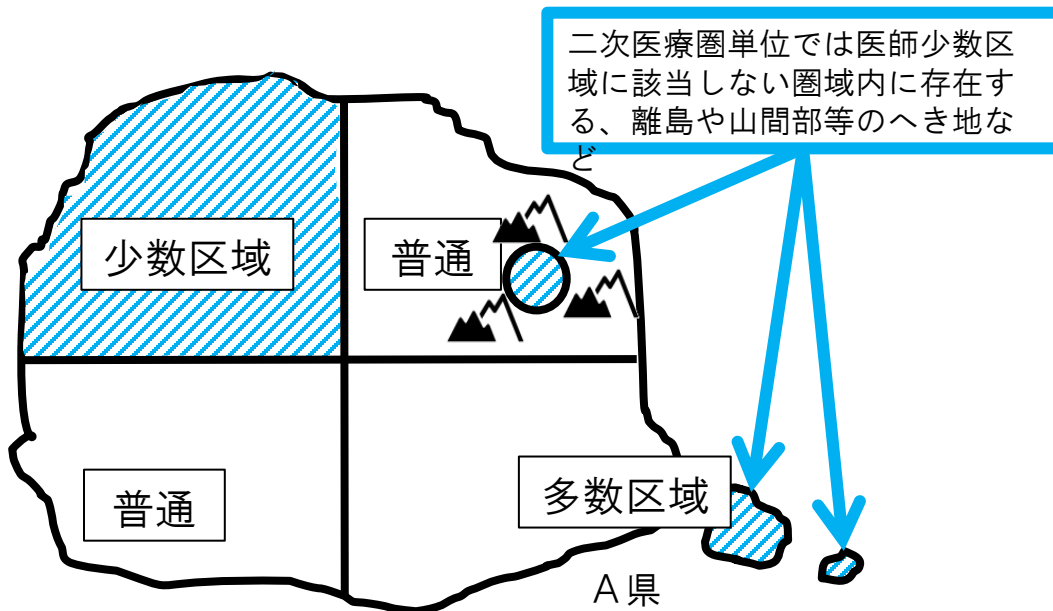 二次医療圏単位では医師少数区
域に該当しない圏域内に存在す
る、離島や山間部等のへき地な
ど
少数区域
普通
普通
多数区域
A県